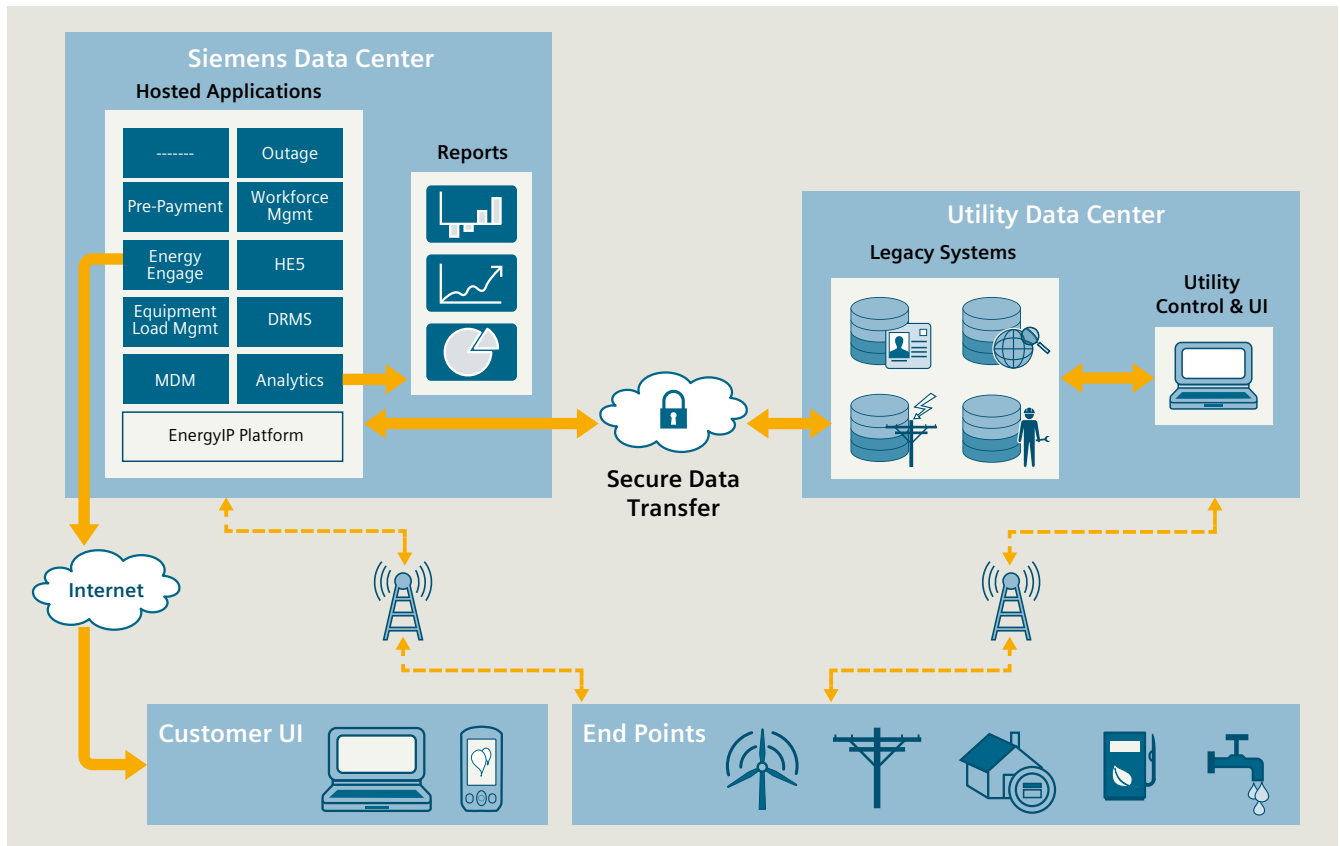 Siemens Data Center
Hosted Applications
-------
Outage
Pre-Payment
Workforce
Mgmt
Energy
Engage
HE5
Equipment
Load Mgmt
DRMS
MDM
Analytics
EnergyIP Platform
Reports
Secure Data
Transfer
Utility Data Center
Legacy Systems
Utility
Control & UI
Internet
Customer UI
End Points